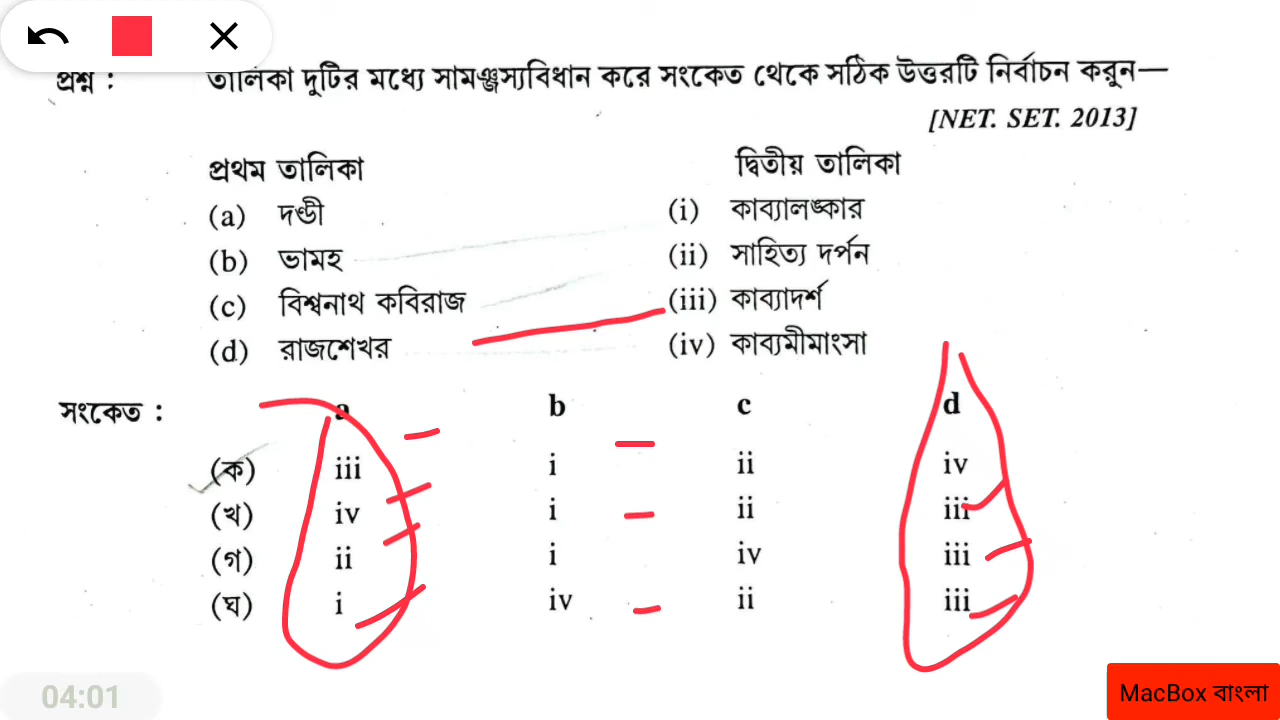 প্রশ্ন : তালিকা দুটির মধ্যে সামঞ্জস্যবিধান করে সংকেত থেকে সঠিক উত্তরটি নির্বাচন করুন—
[NET. SET. 2013]
প্রথম তালিকা দ্বিতীয় তালিকা
(a) দণ্ডী (i) কাব্যালঙ্কার
(b) ভামহ (ii) সাহিত্য দর্পন
(c) বিশ্বনাথ কবিরাজ (iii) কাব্যাদর্শ
(d) রাজশেখর (iv) কাব্যমীমাংসা
সংকেত : a b c d
(ক) iii i ii iv
(খ) iv i ii iii
(গ) ii i iv iii
(ঘ) i iv ii iii
04:01
MacBox বাংলা